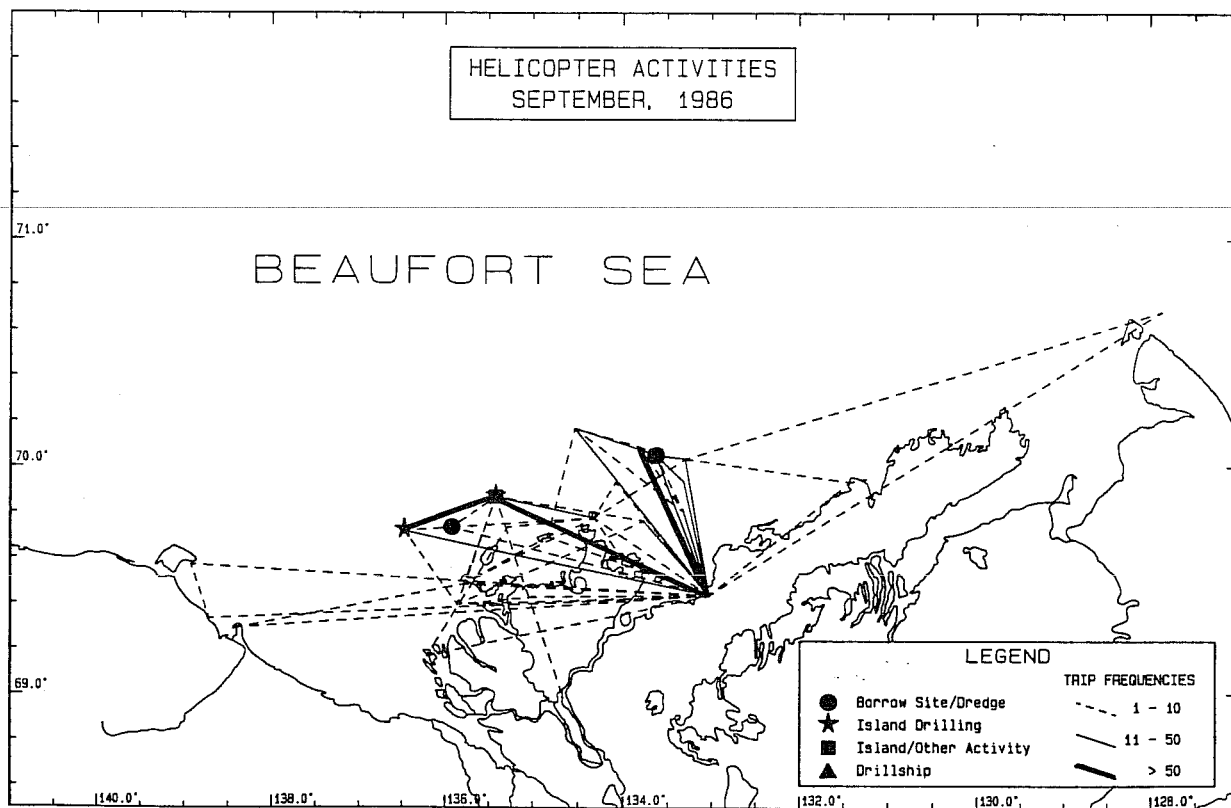 HELICOPTER ACTIVITIES
SEPTEMBER, 1986
71.0°
BEAUFORT SEA
70.0°
69.0°
LEGEND
TRIP FREQUENCIES
Borrow Site/Dredge
1 - 10
Island Drilling
11 - 50
Island/Other Activity
> 50
Drillship
140.0°
138.0°
136.0°
134.0°
132.0°
130.0°
128.0°